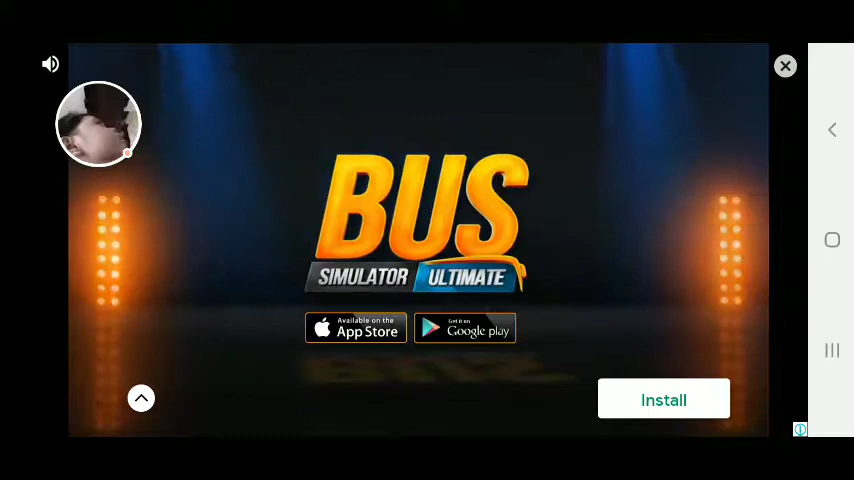 BUS
SIMULATOR ULTIMATE
Available on the
App Store
Get it on
Google play
Install